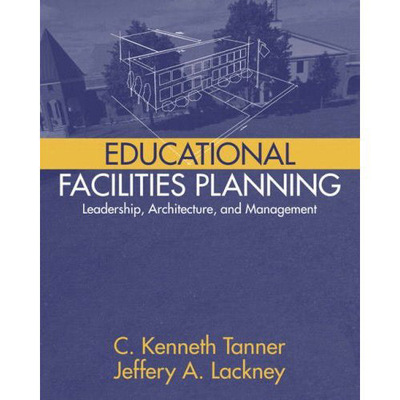 EDUCATIONAL
FACILITIES PLANNING
Leadership, Architecture, and Management
C. Kenneth Tanner
Jeffery A. Lackney